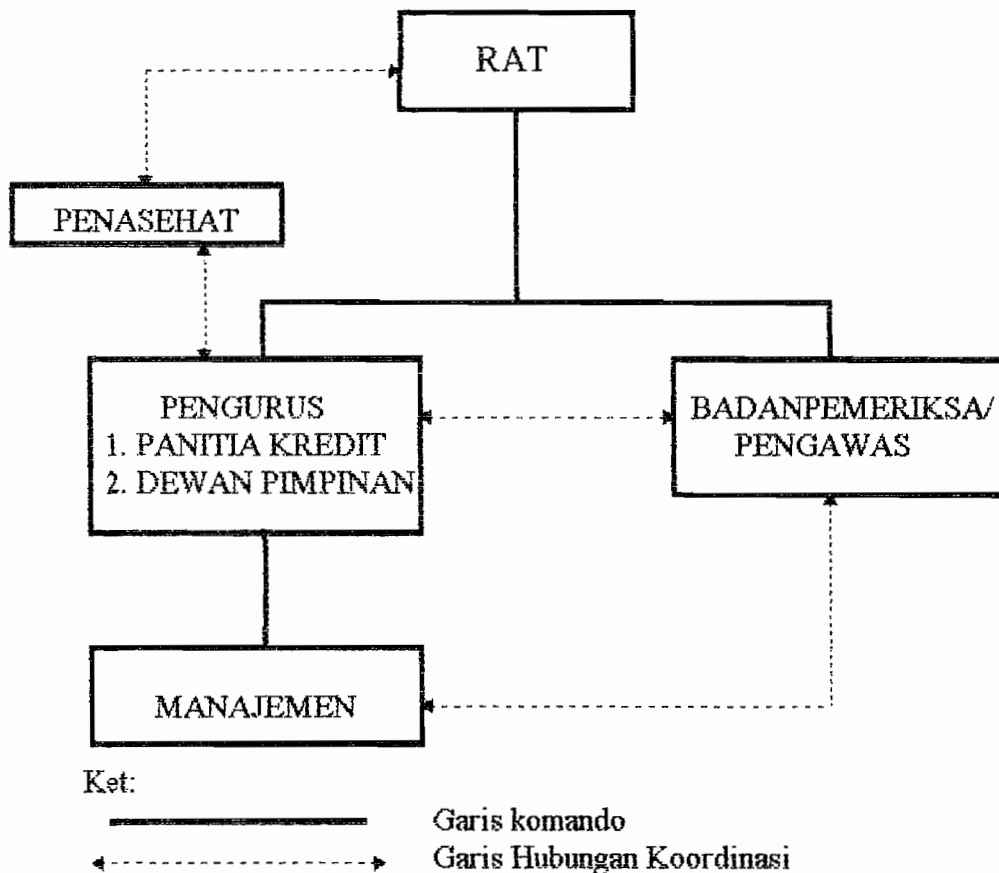 RAT
PENASEHAT
PENGURUS
1. PANITIA KREDIT
2. DEWAN PIMPINAN
BADANPEMERIKSA/
PENGAWAS
MANAJEMEN
Ket:
Garis komando
Garis Hubungan Koordinasi